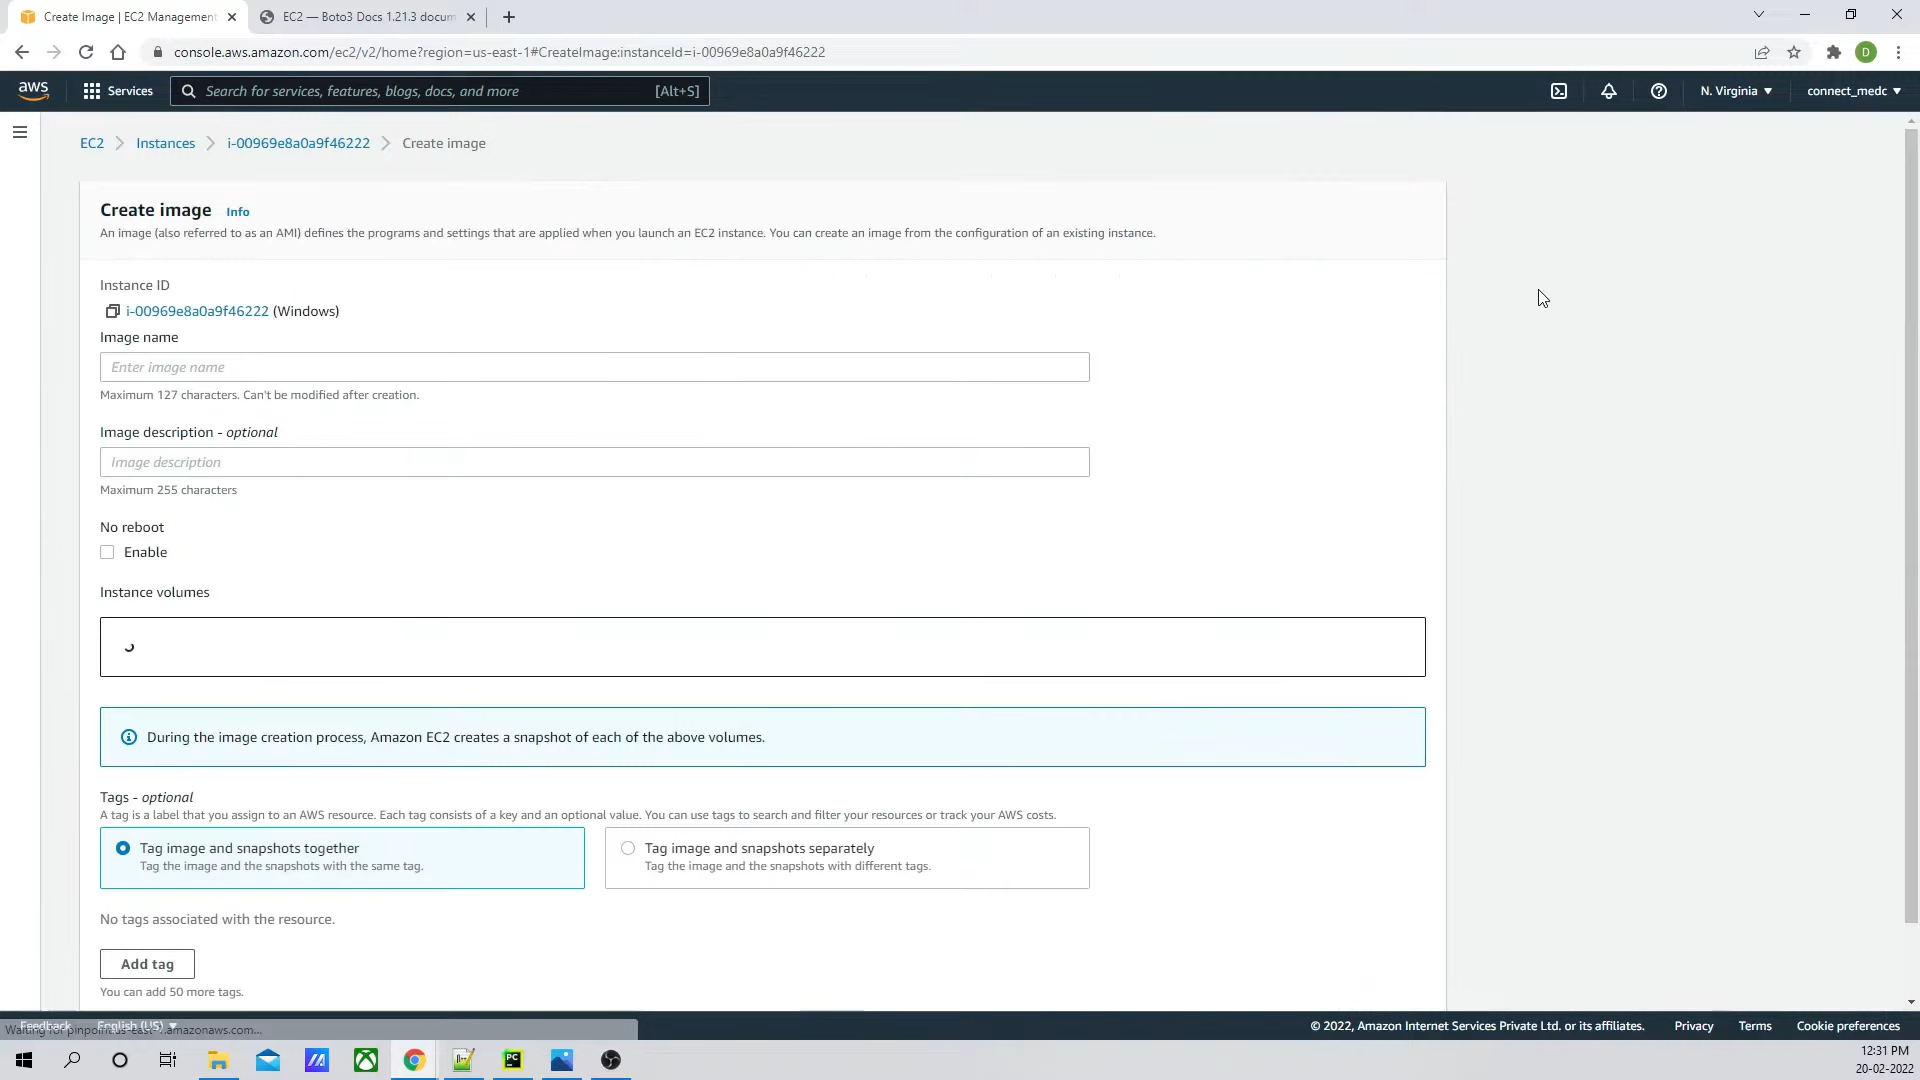 Create Image | EC2 Management
EC2 — Boto3 Docs 1.21.3 docum
console.aws.amazon.com/ec2/v2/home?region=us-east-1#CreateImage:instanceId=i-00969e8a0a9f46222
D
aws
Services
Search for services, features, blogs, docs, and more
[Alt+S]
N. Virginia
connect_medc
EC2 > Instances > i-00969e8a0a9f46222 > Create image
Create image Info
An image (also referred to as an AMI) defines the programs and settings that are applied when you launch an EC2 instance. You can create an image from the configuration of an existing instance.
Instance ID
i-00969e8a0a9f46222 (Windows)
Image name
Enter image name
Maximum 127 characters. Can't be modified after creation.
Image description - optional
Image description
Maximum 255 characters
No reboot
Enable
Instance volumes
During the image creation process, Amazon EC2 creates a snapshot of each of the above volumes.
Tags - optional
A tag is a label that you assign to an AWS resource. Each tag consists of a key and an optional value. You can use tags to search and filter your resources or track your AWS costs.
Tag image and snapshots together
Tag the image and the snapshots with the same tag.
Tag image and snapshots separately
Tag the image and the snapshots with different tags.
No tags associated with the resource.
Add tag
You can add 50 more tags.
Feedback
English (US)
© 2022, Amazon Internet Services Private Ltd. or its affiliates.
Privacy
Terms
Cookie preferences
PC
12:31 PM
20-02-2022